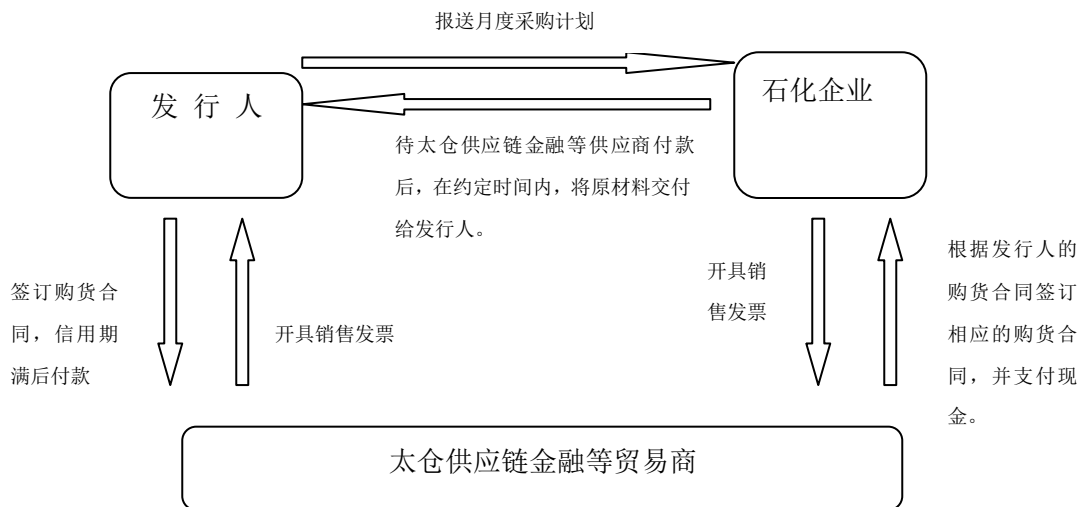 报送月度采购计划
发 行 人
石化企业
待太仓供应链金融等供应商付款
后，在约定时间内，将原材料交付
给发行人。
签订购货合
同，信用期
满后付款
开具销售发票
开具销
售发票
根据发行人的
购货合同签订
相应的购货合
同，并支付现
金。
太仓供应链金融等贸易商